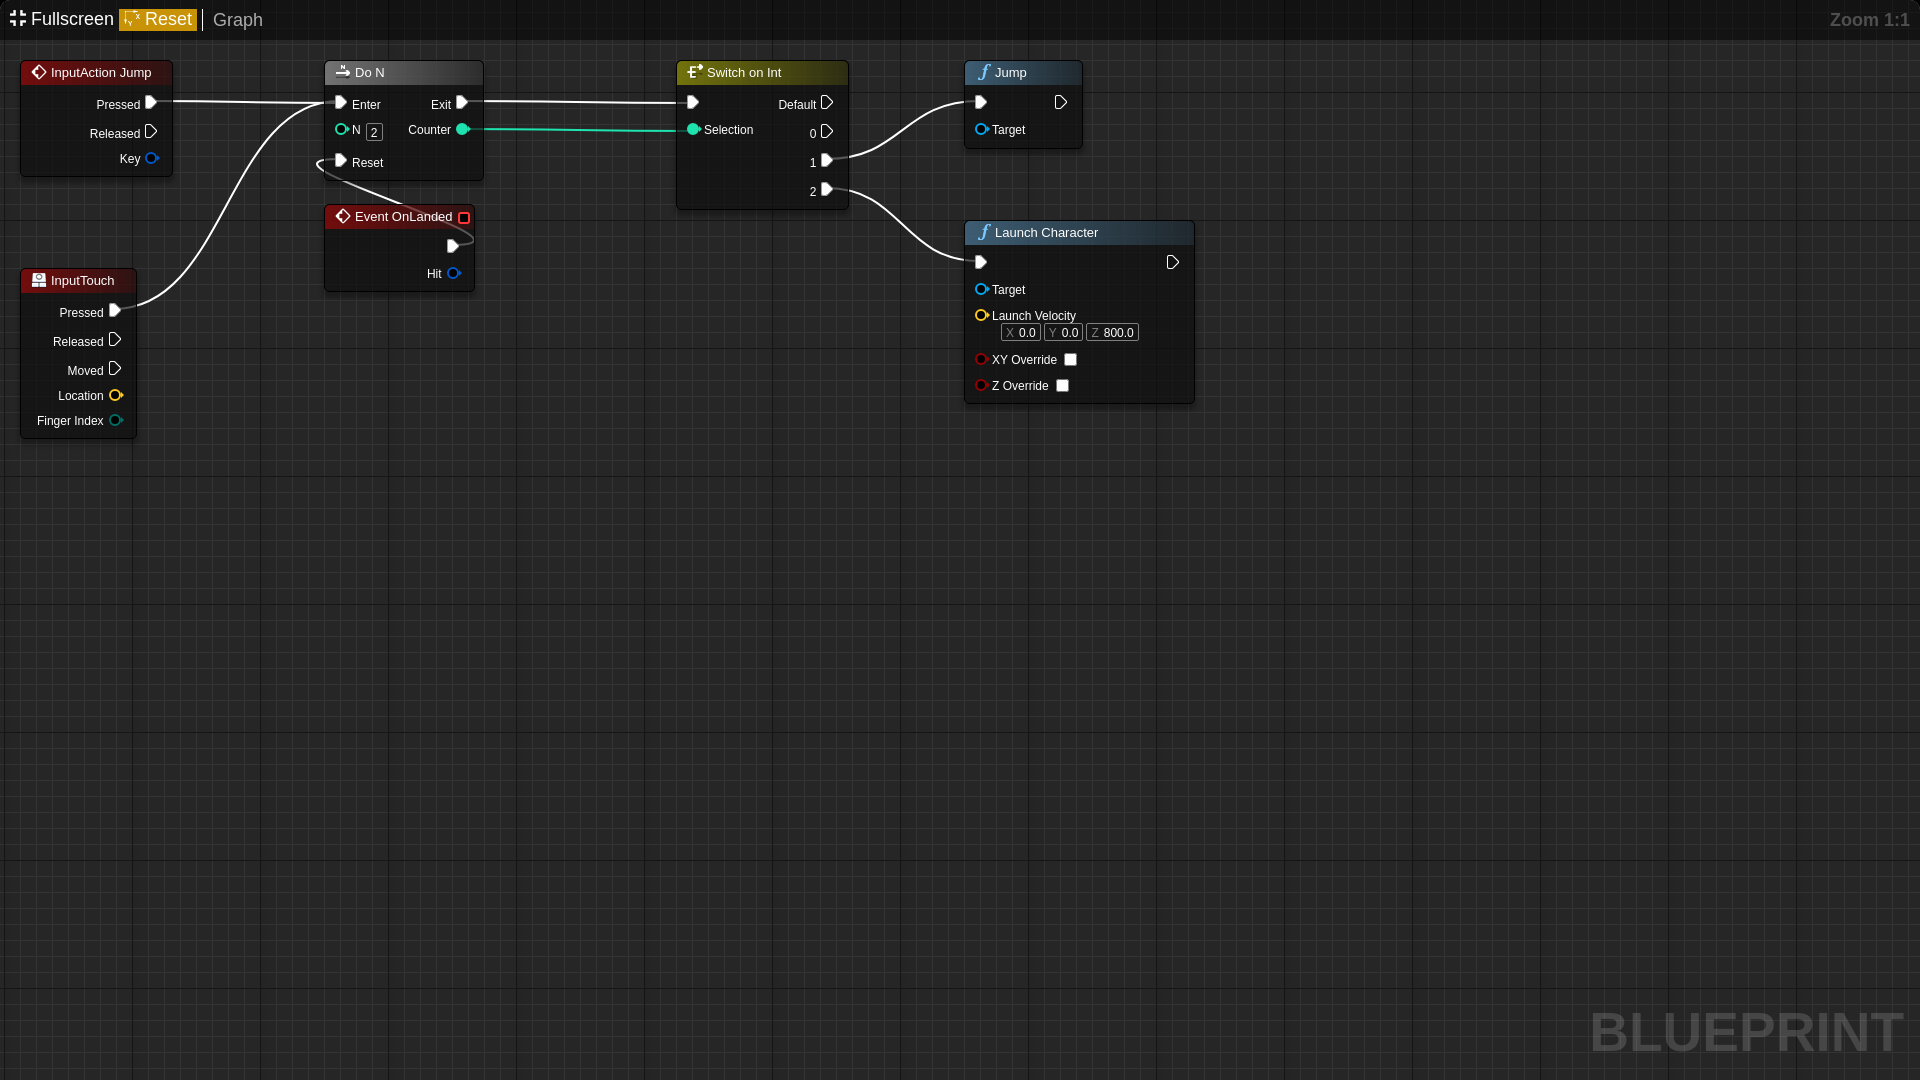 Fullscreen Reset Graph
Zoom 1:1
InputAction Jump
Pressed
Released
Key
Do N
Enter Exit
N 2 Counter
Reset
Switch on Int
Default
Selection
0
1
2
Jump
Target
Event OnLanded
Hit
Launch Character
Target
Launch Velocity
X 0.0 Y 0.0 Z 800.0
XY Override
Z Override
InputTouch
Pressed
Released
Moved
Location
Finger Index
BLUEPRINT